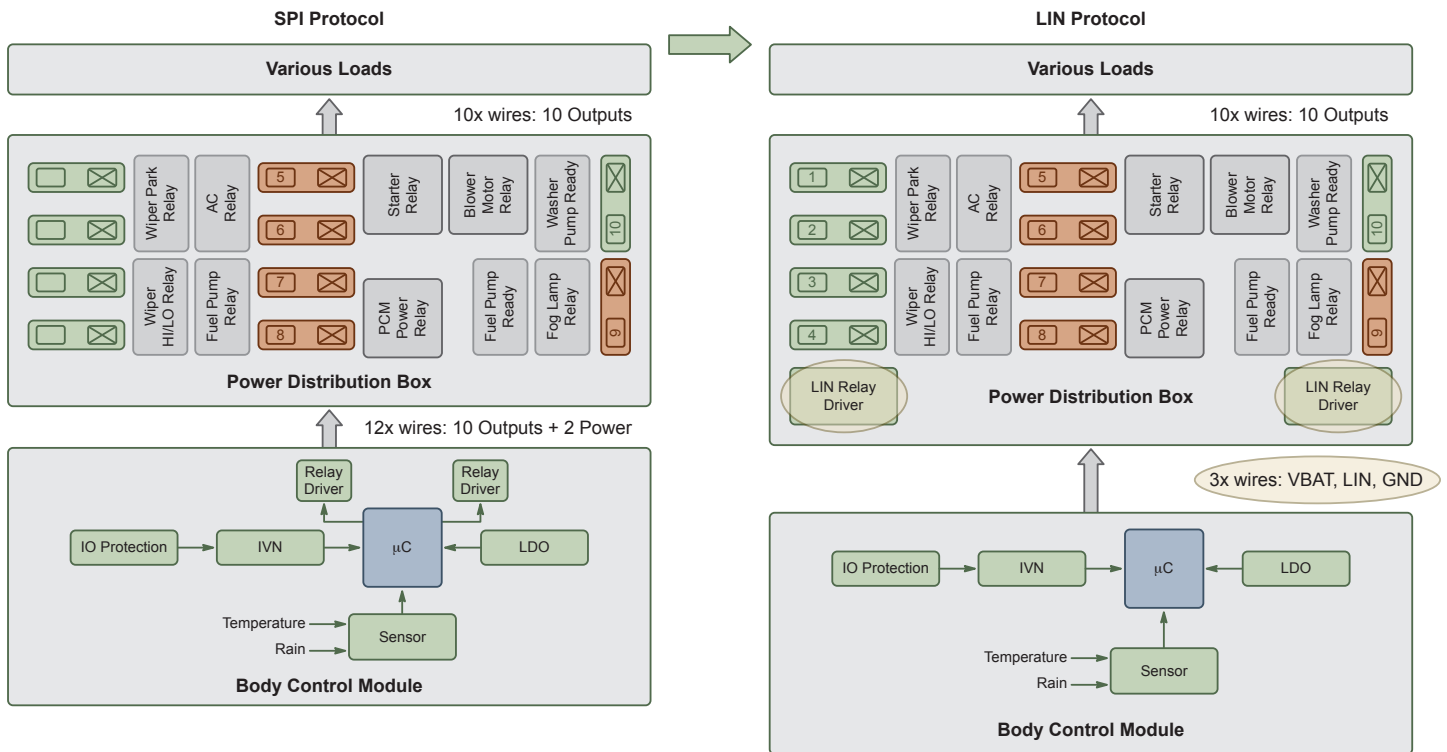 SPI Protocol
Various Loads
10x wires: 10 Outputs
Wiper Park
Relay
AC
Relay
5
6
Starter
Relay
Blower
Motor
Relay
Washer
Pump Ready
10
Wiper
HI/LO Relay
Fuel Pump
Relay
7
8
PCM
Power
Relay
Fuel Pump
Ready
Fog Lamp
Relay
9
Power Distribution Box
12x wires: 10 Outputs + 2 Power
Relay
Driver
Relay
Driver
IO Protection
IVN
µC
LDO
Temperature
Rain
Sensor
Body Control Module
LIN Protocol
Various Loads
10x wires: 10 Outputs
1
2
3
4
Wiper Park
Relay
AC
Relay
5
6
Starter
Relay
Blower
Motor
Relay
Washer
Pump Ready
10
Wiper
HI/LO Relay
Fuel Pump
Relay
7
8
PCM
Power
Relay
Fuel Pump
Ready
Fog Lamp
Relay
9
LIN Relay
Driver
Power Distribution Box
LIN Relay
Driver
3x wires: VBAT, LIN, GND
IO Protection
IVN
µC
LDO
Temperature
Rain
Sensor
Body Control Module